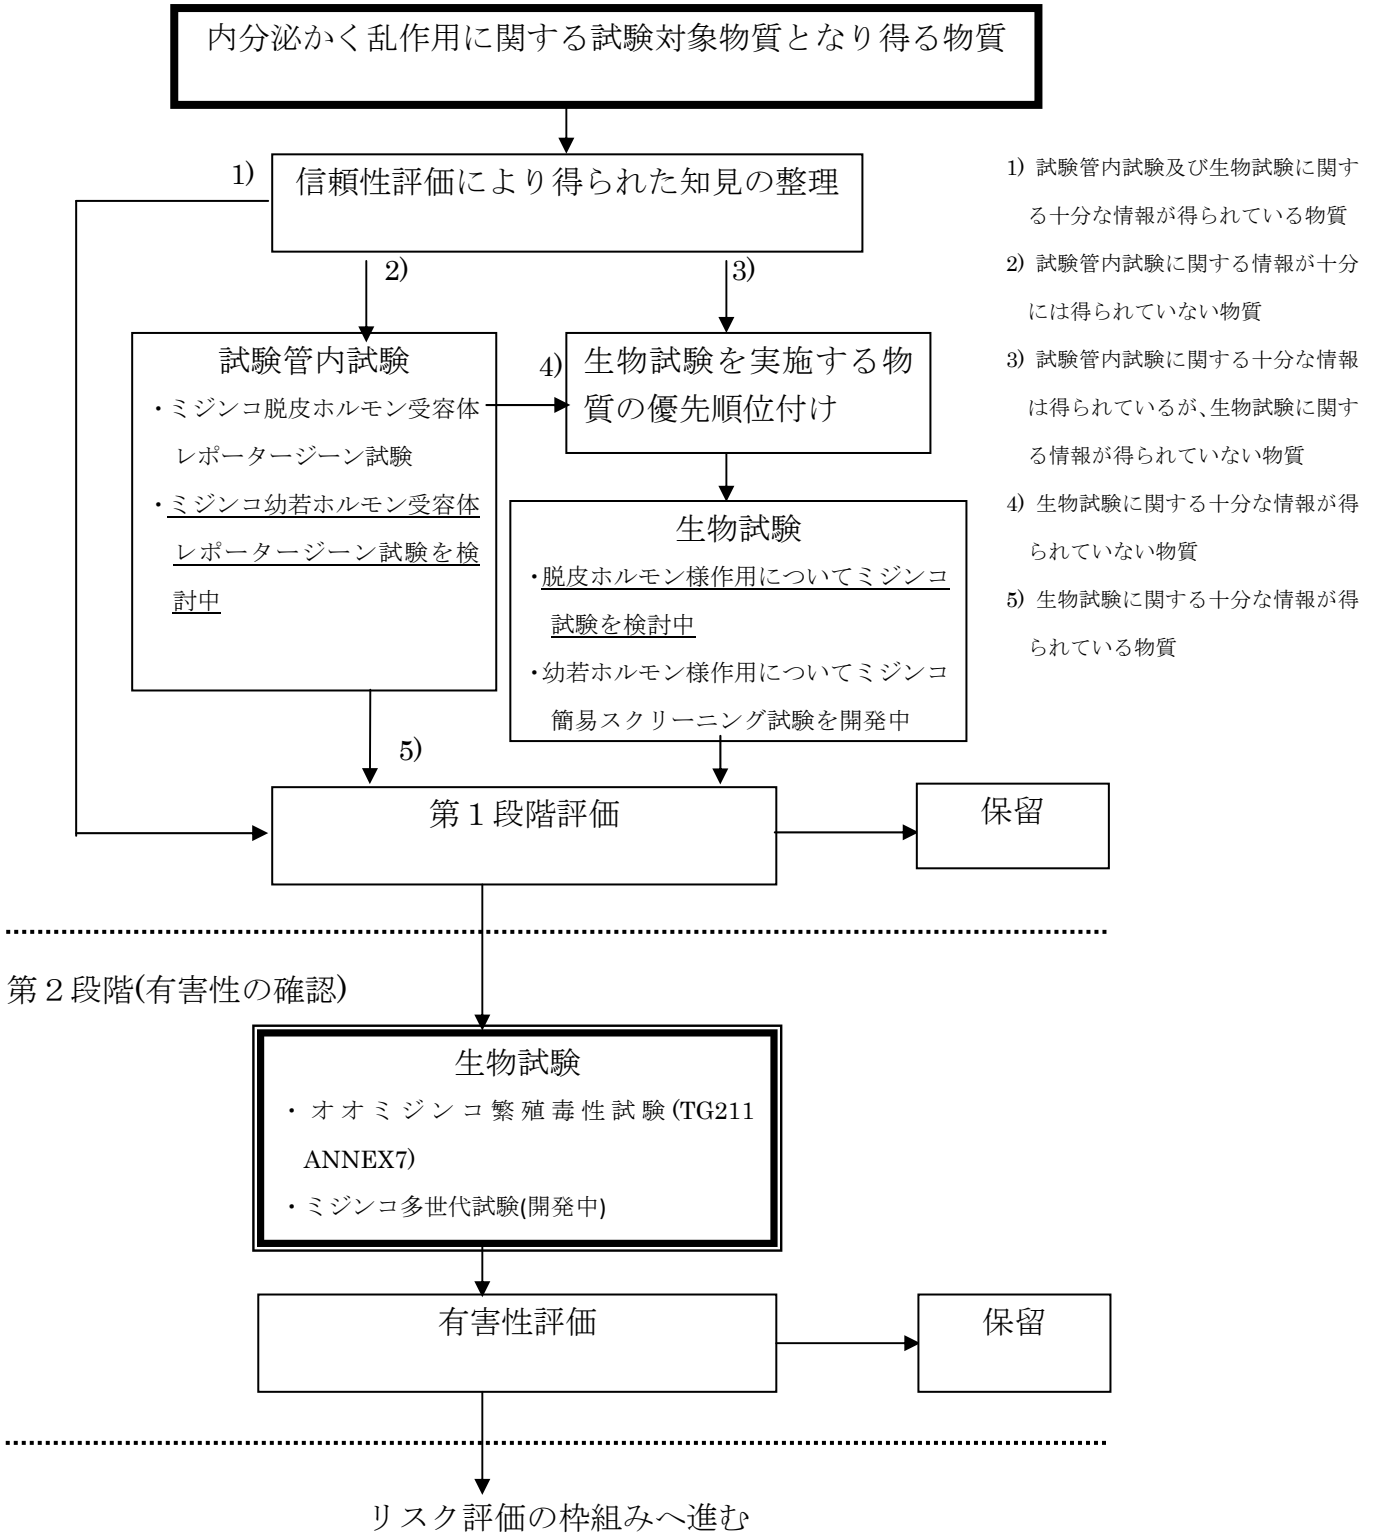 内分泌かく乱作用に関する試験対象物質となり得る物質
1)
信頼性評価により得られた知見の整理
2)
3)
試験管内試験
・ミジンコ脱皮ホルモン受容体
レポータージーン試験
・ミジンコ幼若ホルモン受容体
レポータージーン試験を検
討中
4)
生物試験を実施する物
質の優先順位付け
生物試験
・脱皮ホルモン様作用についてミジンコ
試験を検討中
・幼若ホルモン様作用についてミジンコ
簡易スクリーニング試験を開発中
5)
第１段階評価
保留
1) 試験管内試験及び生物試験に関す
る十分な情報が得られている物質
2) 試験管内試験に関する情報が十分
には得られていない物質
3) 試験管内試験に関する十分な情報
は得られているが、生物試験に関す
る情報が得られていない物質
4) 生物試験に関する十分な情報が得
られていない物質
5) 生物試験に関する十分な情報が得
られている物質
第２段階(有害性の確認)
生物試験
・オオミジンコ繁殖毒性試験(TG211
ANNEX7)
・ミジンコ多世代試験(開発中)
有害性評価
保留
リスク評価の枠組みへ進む